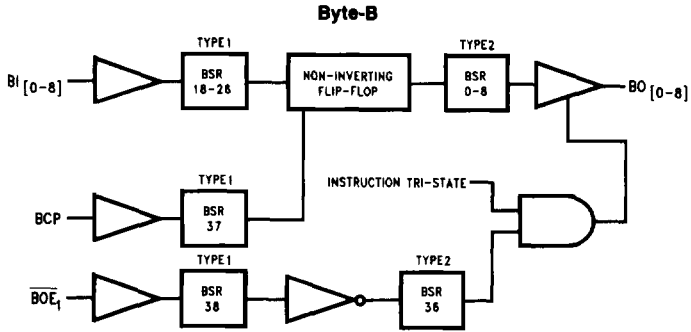 Byte-B
TYPE1
TYPE2
BI[0-8]
BSR
18-26
NON-INVERTING
FLIP-FLOP
BSR
0-8
BO[0-8]
TYPE1
INSTRUCTION TRI-STATE
BCP
BSR
37
TYPE1
TYPE2
BOE1
BSR
38
BSR
36